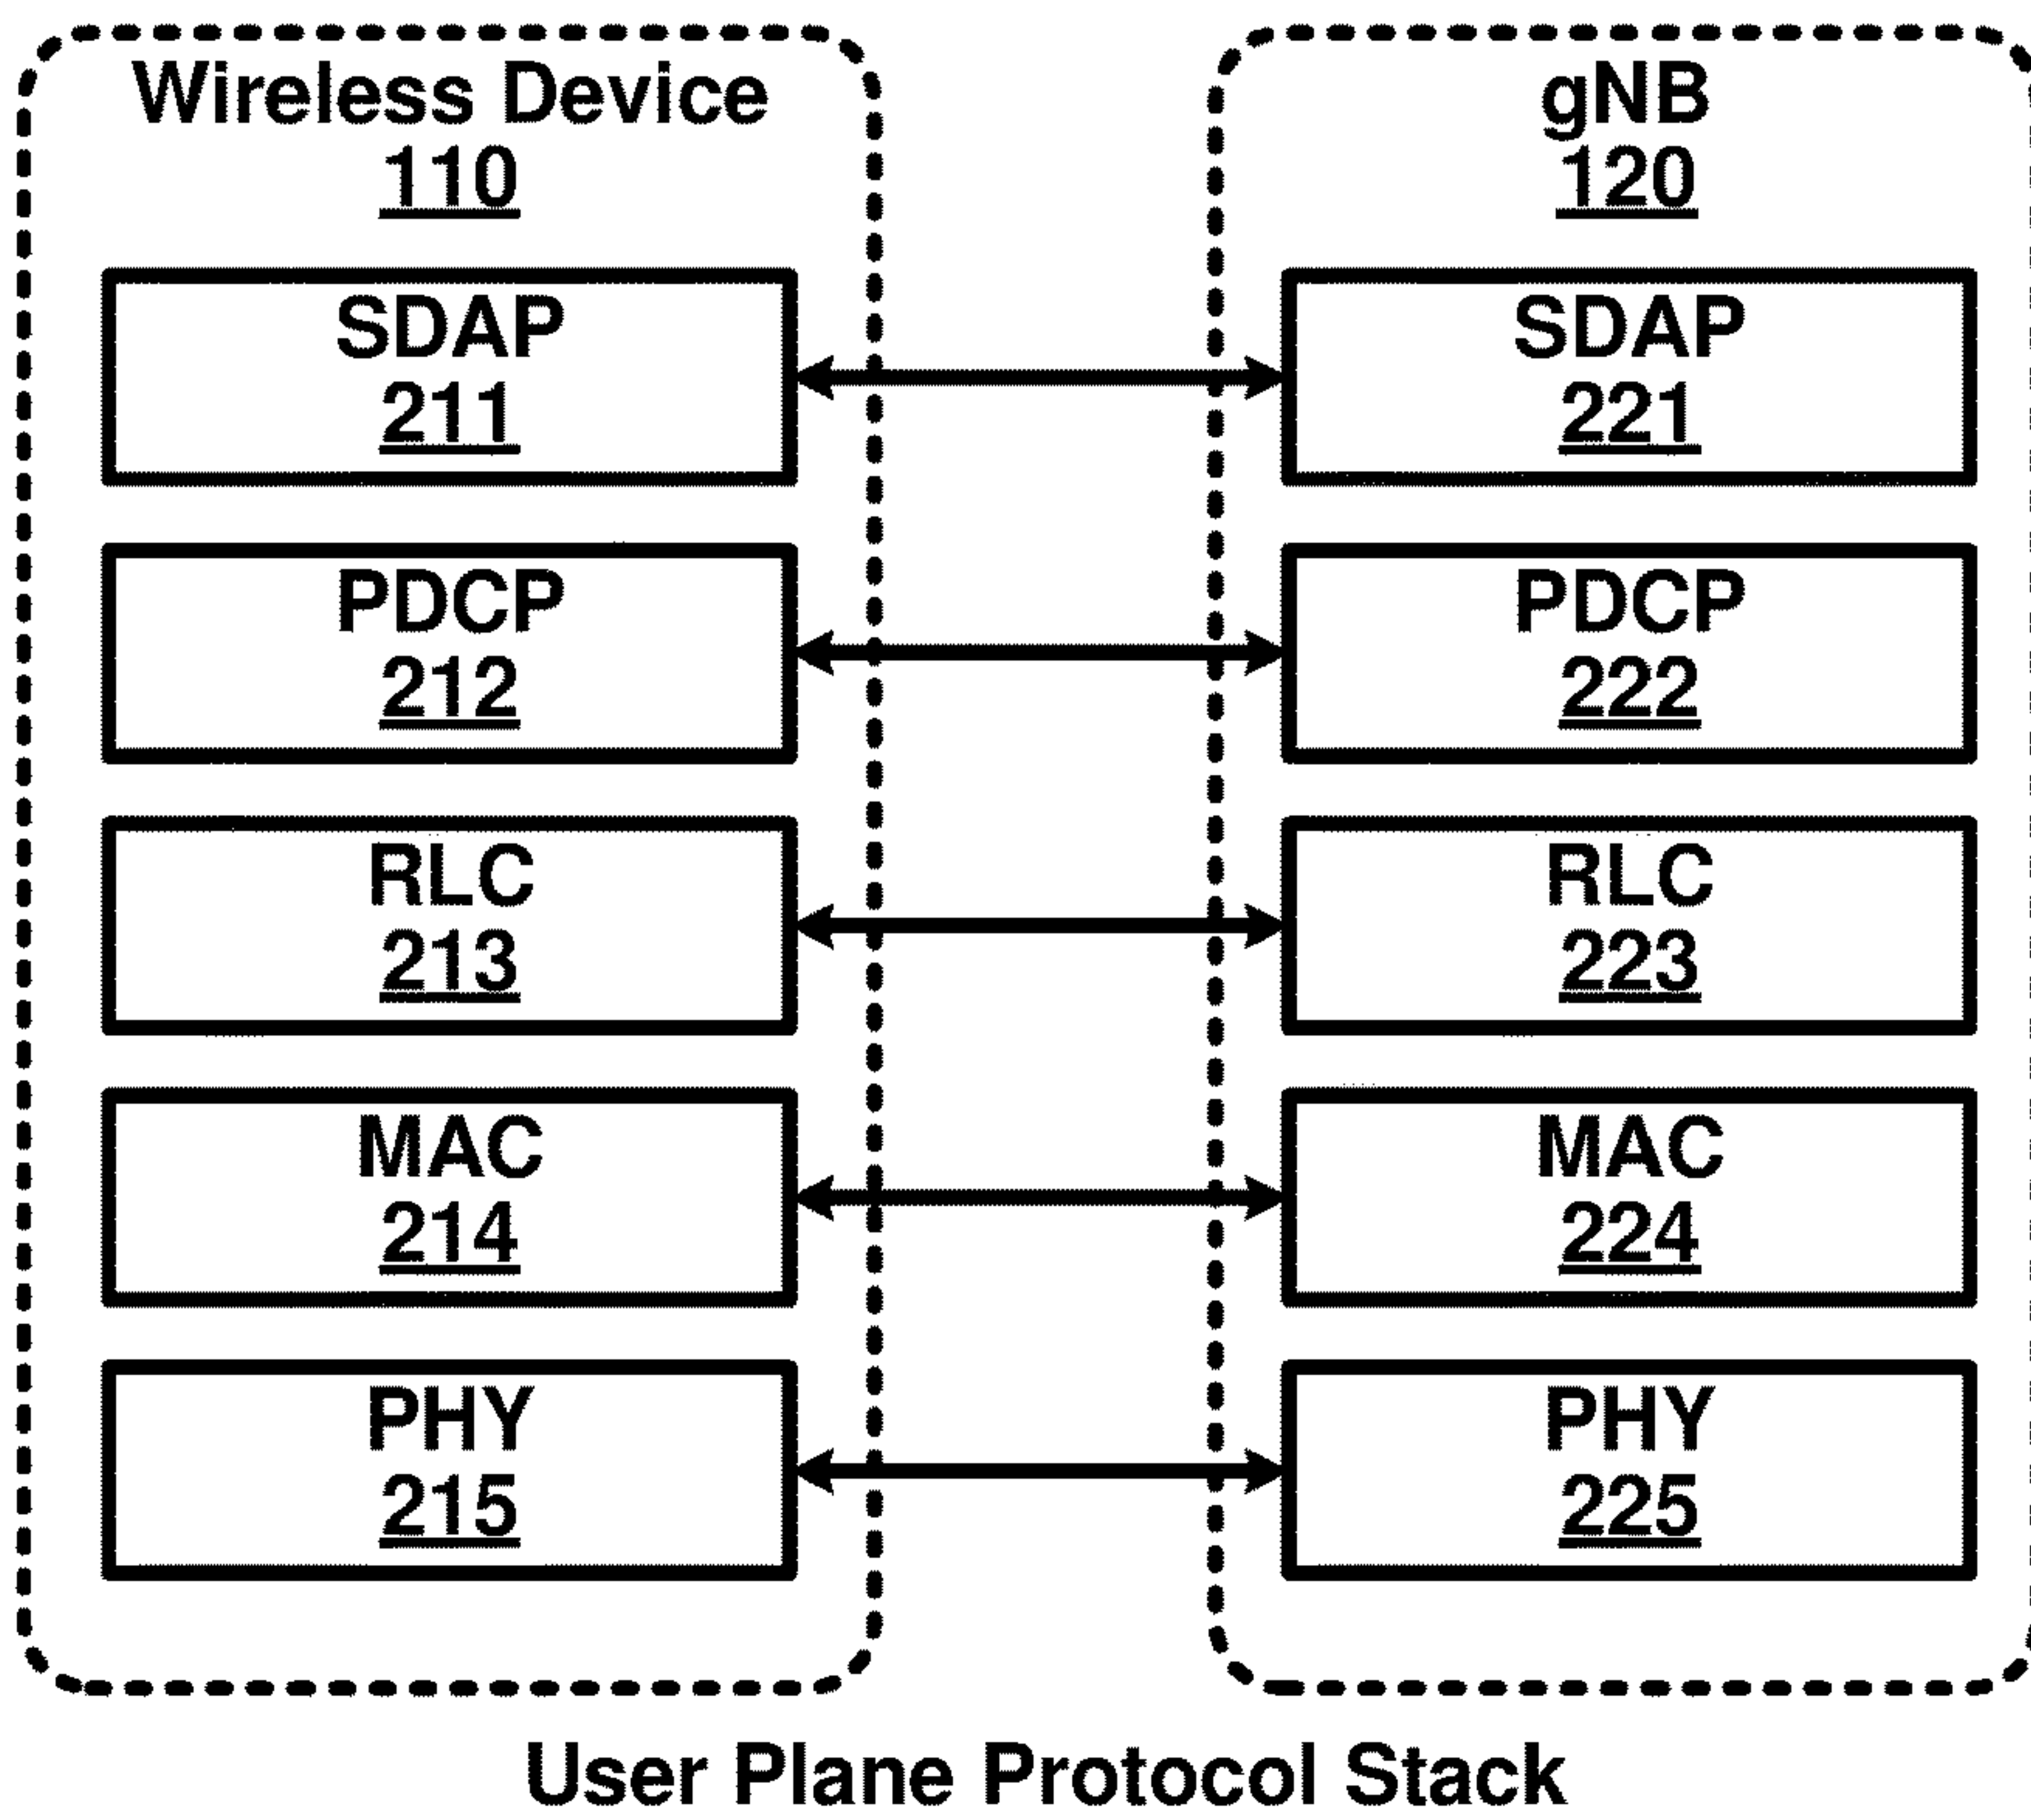 Wireless Device
110
gNB
120
SDAP
211
SDAP
221
PDCP
212
PDCP
222
RLC
213
RLC
223
MAC
214
MAC
224
PHY
215
PHY
225
User Plane Protocol Stack